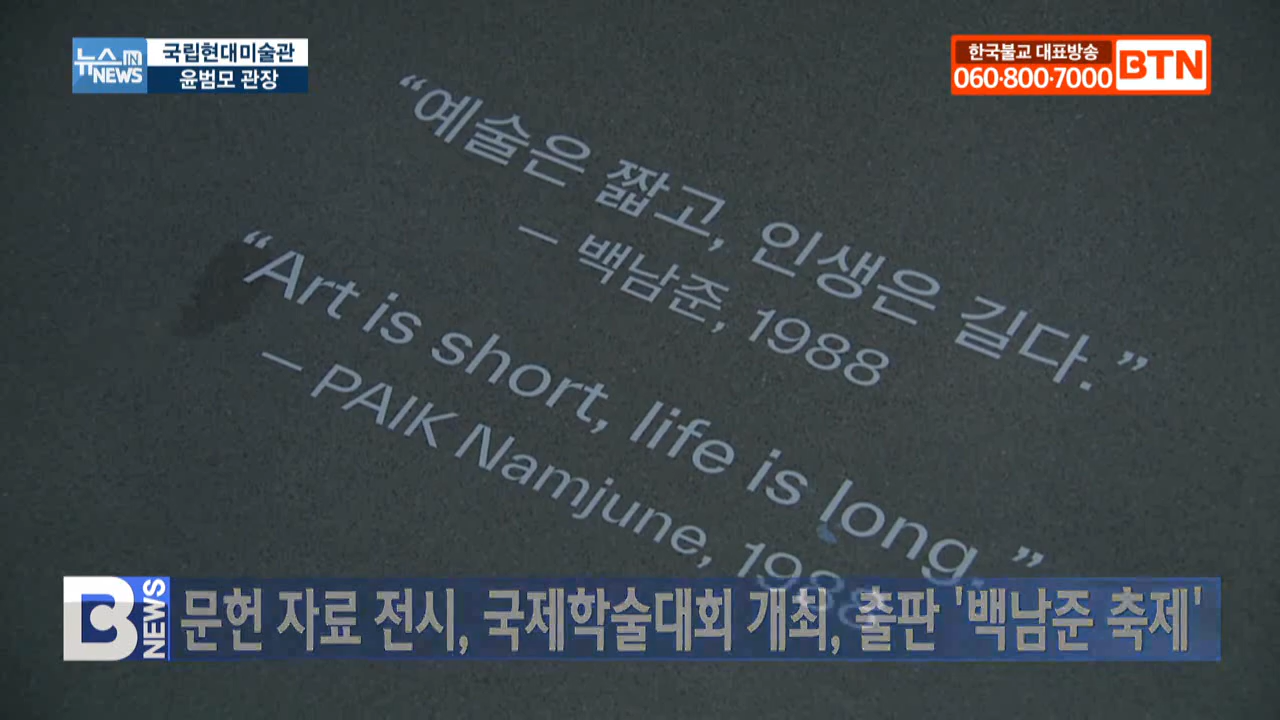 뉴스IN
NEWS
국립현대미술관
윤범모 관장
한국불교 대표방송
060·800·7000
BTN
“예술은 짧고, 인생은 길다.”
– 백남준, 1988
“Art is short, life is long.”
– PAIK Namjune, 1988
B NEWS
문헌 자료 전시, 국제학술대회 개최, 출판 '백남준 축제'